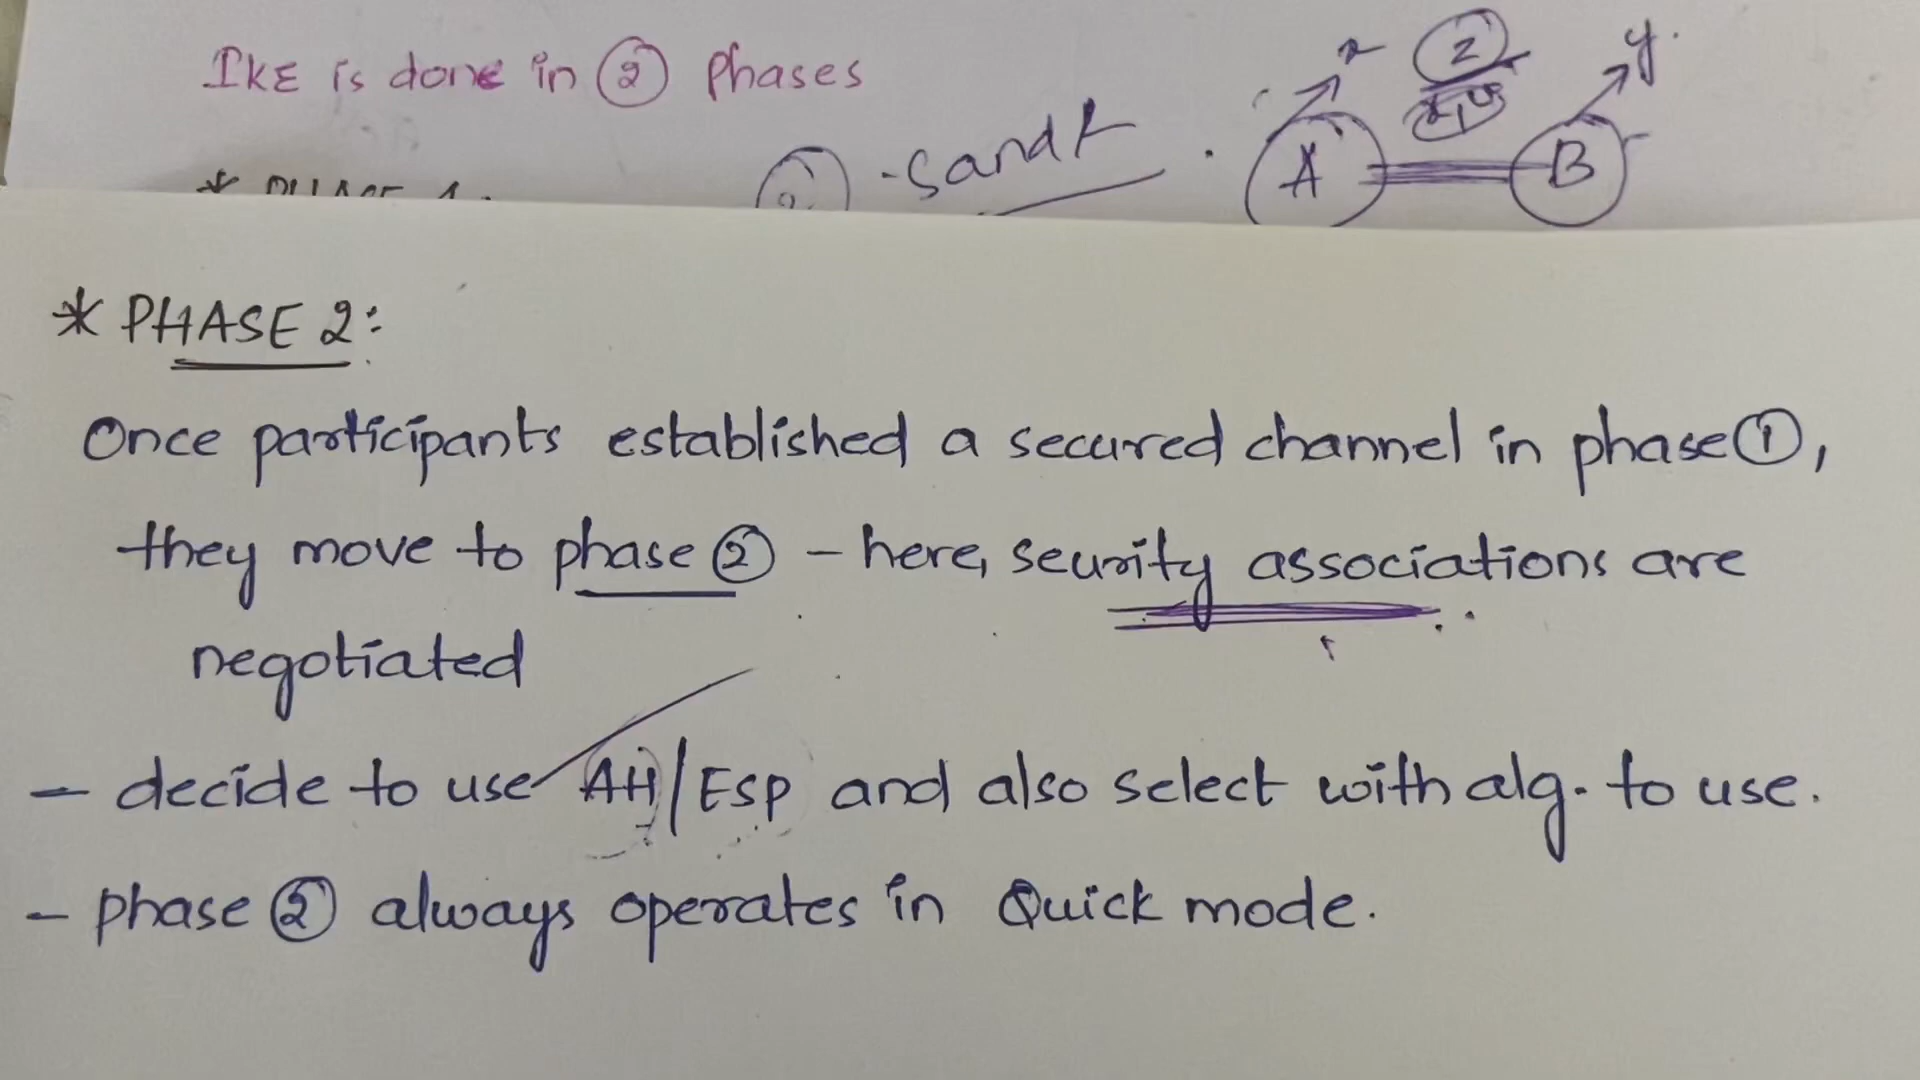 IKE is done in ② Phases
x
Z
y.
x,y
A
B
* PHASE 1:
②
* PHASE 2:
Once participants established a secured channel in phase①,
they move to phase ② – here, seurity associations are
negotiated
– decide to use AH/ESP and also select with alg. to use.
– phase ② always operates in Quick mode.